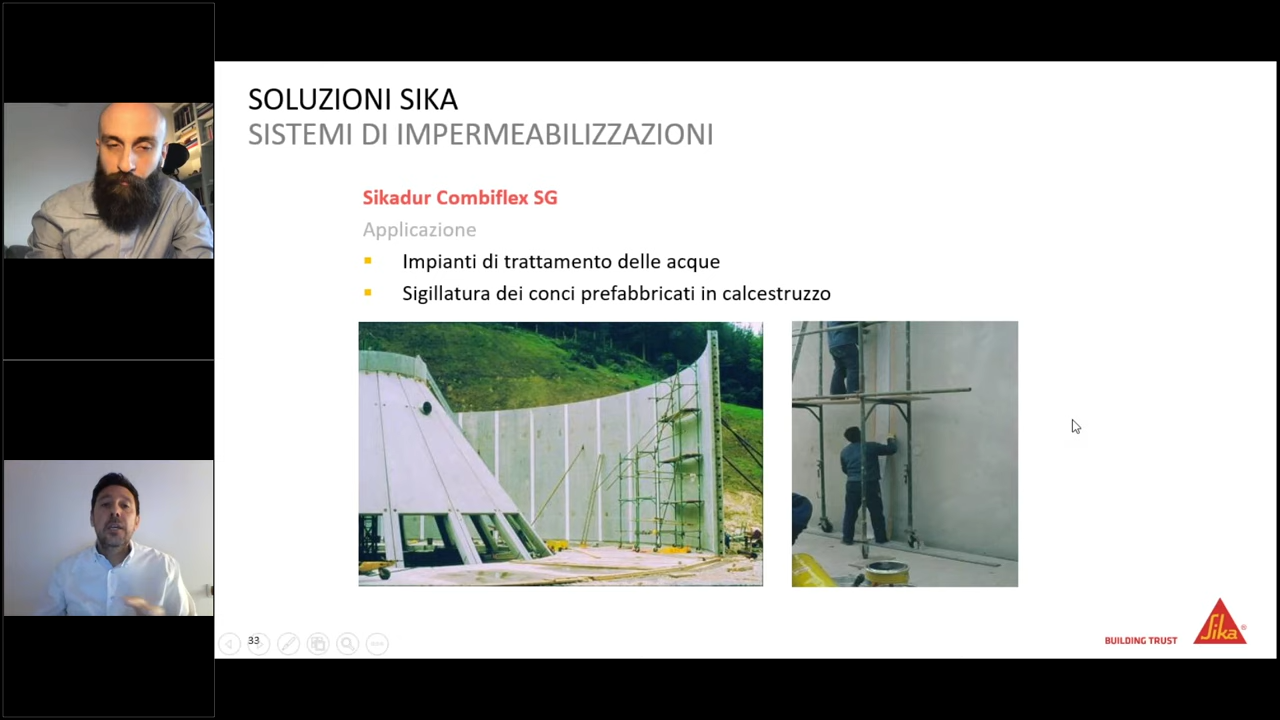 SOLUZIONI SIKA
SISTEMI DI IMPERMEABILIZZAZIONI
Sikadur Combiflex SG
Applicazione
Impianti di trattamento delle acque
Sigillatura dei conci prefabbricati in calcestruzzo
33
BUILDING TRUST
Sika®